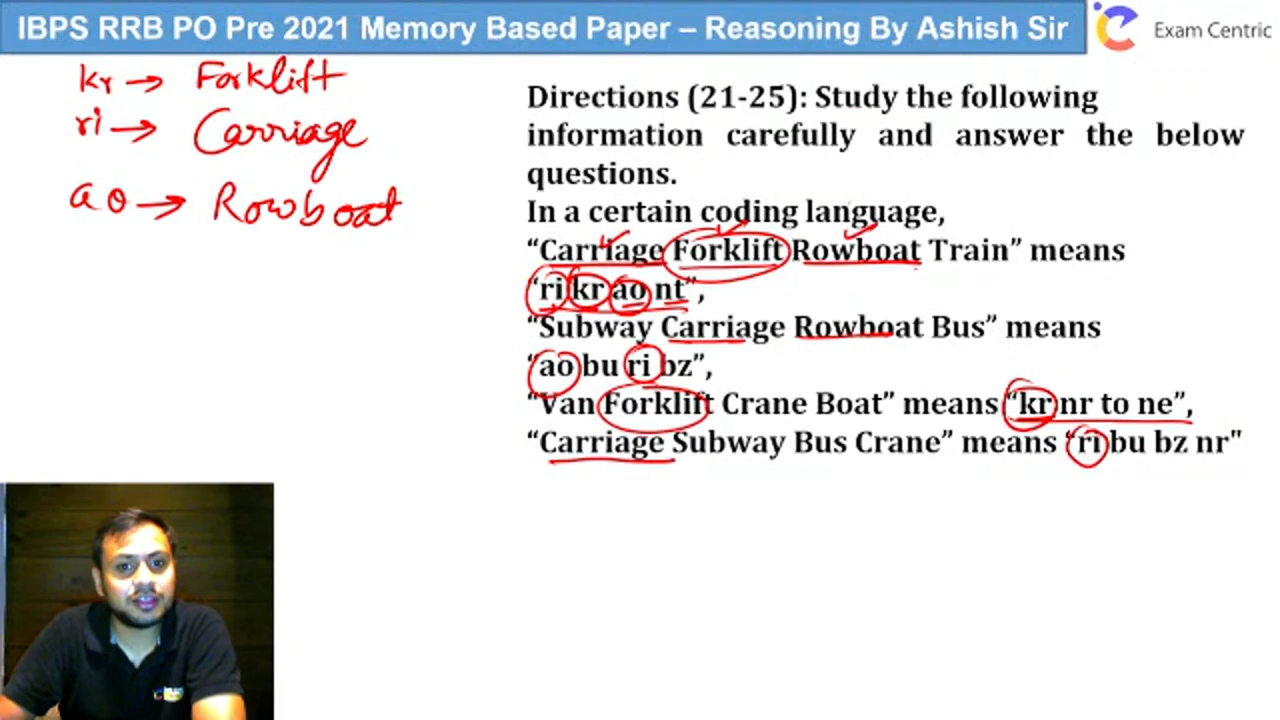 IBPS RRB PO Pre 2021 Memory Based Paper – Reasoning By Ashish Sir
Exam Centric
kr → Forklift
ri → Carriage
ao → Rowboat
Directions (21-25): Study the following
information carefully and answer the below
questions.
In a certain coding language,
“Carriage Forklift Rowboat Train” means
“ri kr ao nt”,
“Subway Carriage Rowboat Bus” means
“ao bu ri bz”,
“Van Forklift Crane Boat” means “kr nr to ne”,
“Carriage Subway Bus Crane” means “ri bu bz nr"